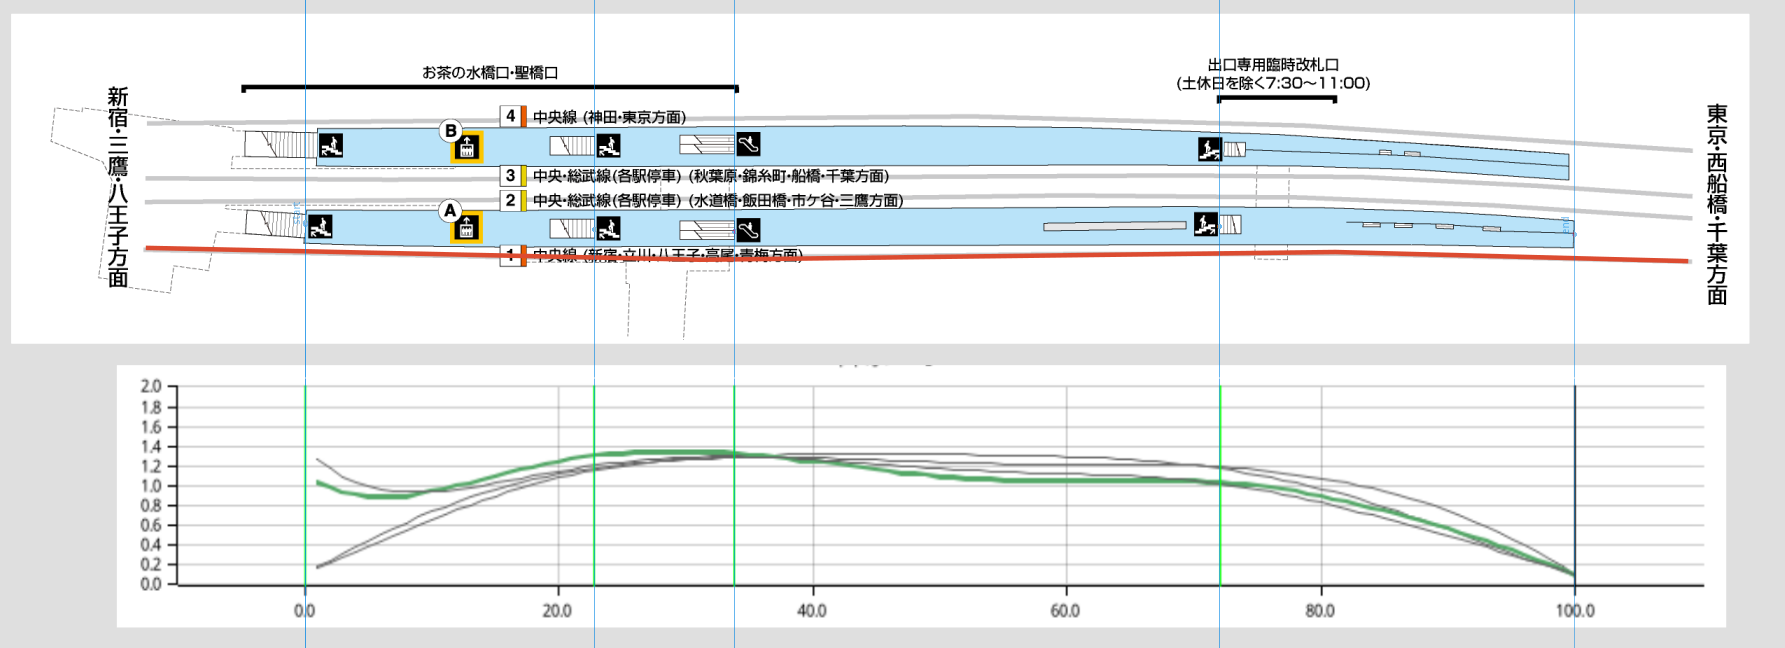 お茶の水橋口・聖橋口
出口専用臨時改札口
(土休日を除く7:30～11:00)
新宿・三鷹・八王子方面
東京・西船橋・千葉方面
4 中央線 (神田・東京方面)
B
3 中央・総武線(各駅停車) (秋葉原・錦糸町・船橋・千葉方面)
2 中央・総武線(各駅停車) (水道橋・飯田橋・市ケ谷・三鷹方面)
A
1 中央線 (新宿・立川・八王子・高尾・青梅方面)
2.0
1.8
1.6
1.4
1.2
1.0
0.8
0.6
0.4
0.2
0.0
0.0 20.0 40.0 60.0 80.0 100.0